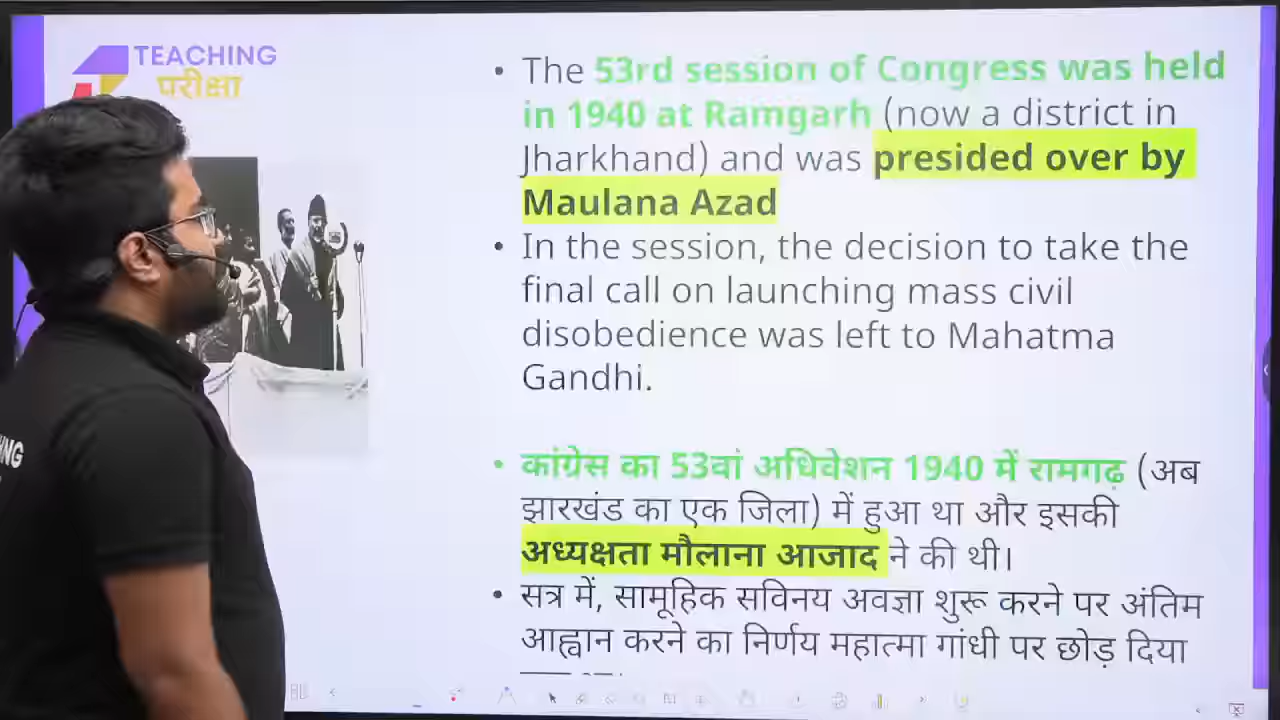 TEACHING
परीक्षा
• The 53rd session of Congress was held
in 1940 at Ramgarh (now a district in
Jharkhand) and was presided over by
Maulana Azad
• In the session, the decision to take the
final call on launching mass civil
disobedience was left to Mahatma
Gandhi.
• कांग्रेस का 53वां अधिवेशन 1940 में रामगढ़ (अब
झारखंड का एक जिला) में हुआ था और इसकी
अध्यक्षता मौलाना आजाद ने की थी।
• सत्र में, सामूहिक सविनय अवज्ञा शुरू करने पर अंतिम
आह्वान करने का निर्णय महात्मा गांधी पर छोड़ दिया